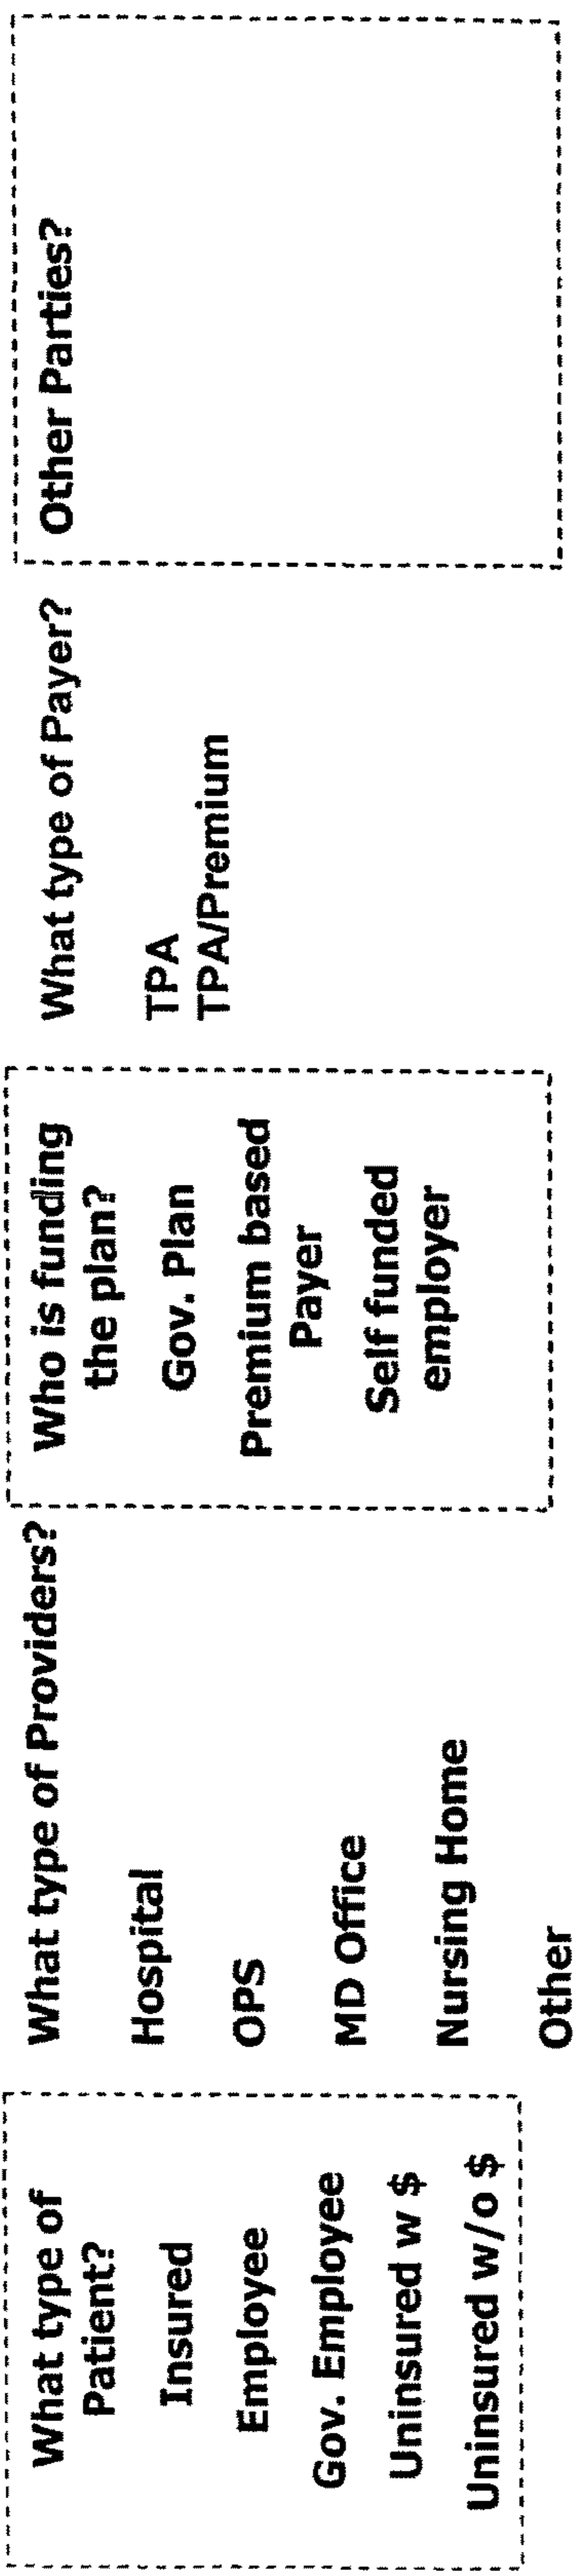 What type of
Patient?
Insured
Employee
Gov. Employee
Uninsured w $
Uninsured w/o $
What type of Providers?
Hospital
OPS
MD Office
Nursing Home
Other
Who is funding
the plan?
Gov. Plan
Premium based
Payer
Self funded
employer
What type of Payer?
TPA
TPA/Premium
Other Parties?